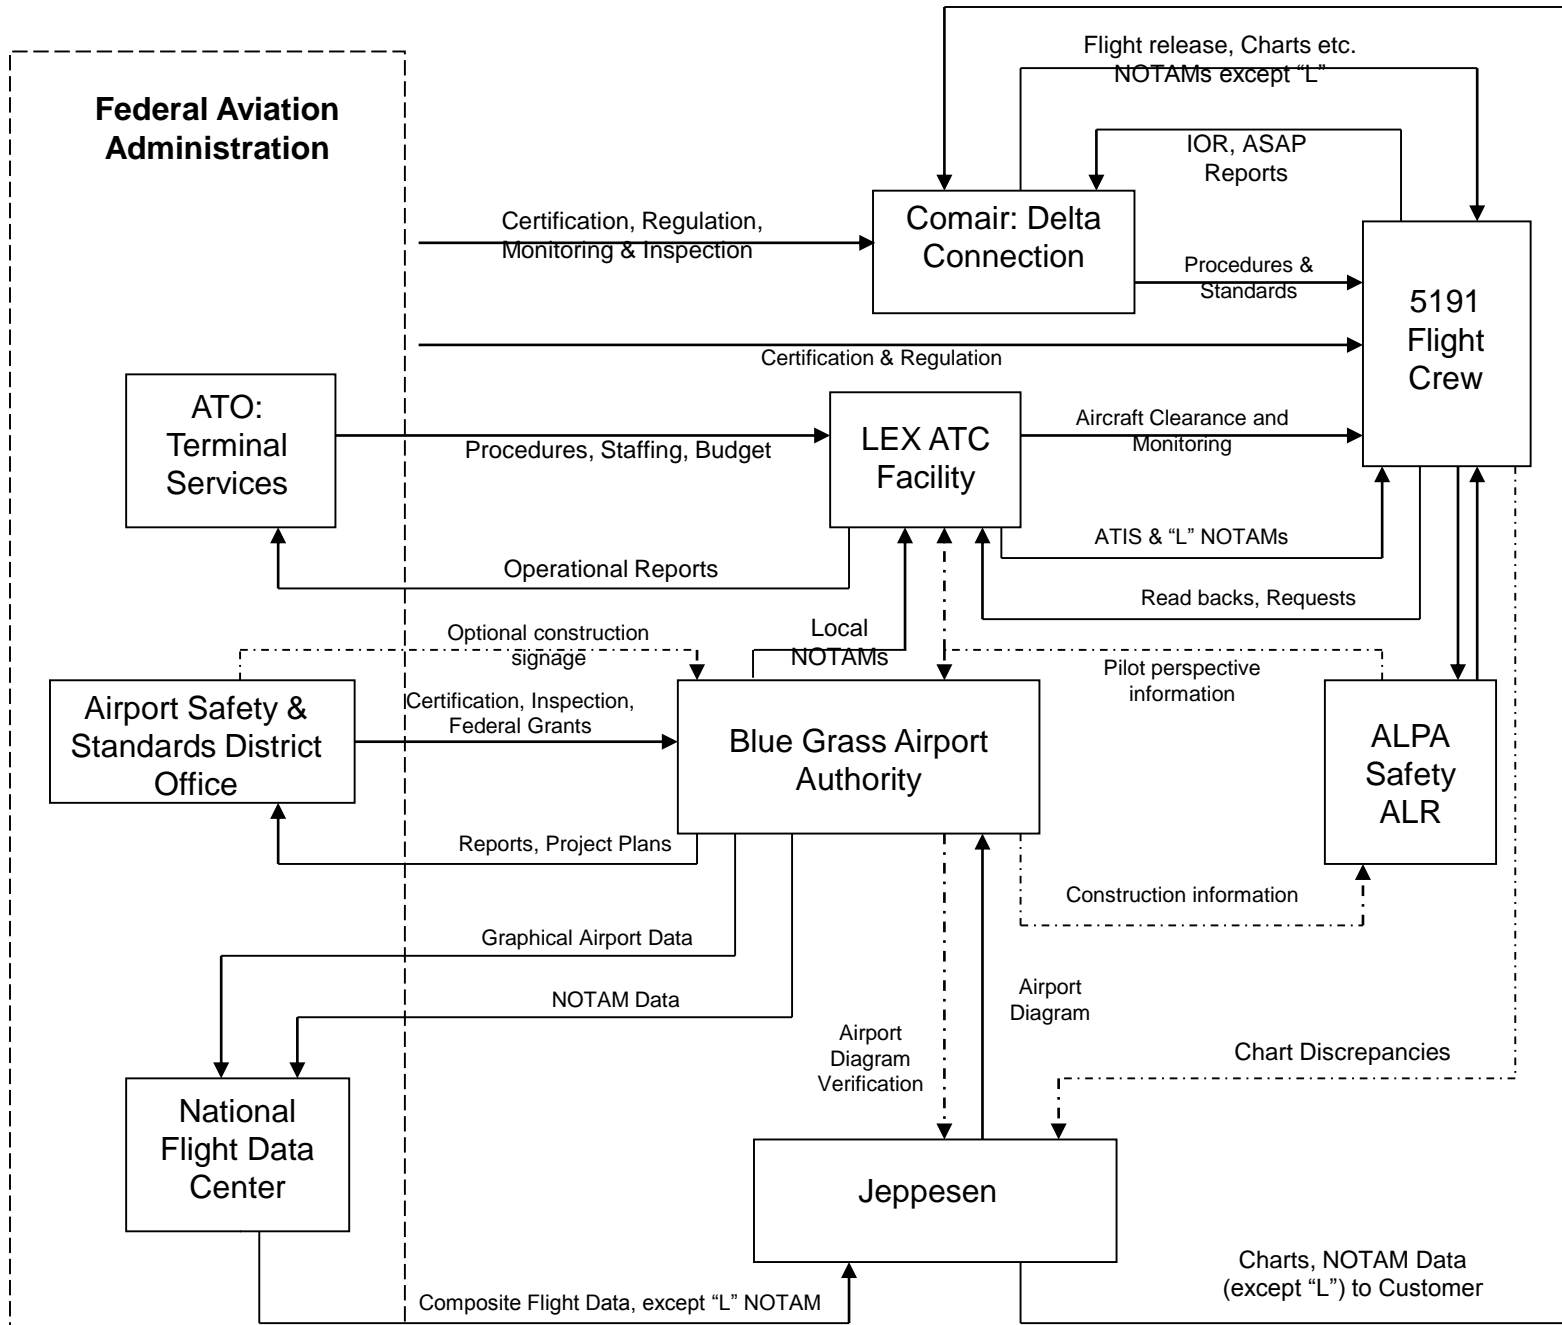 Flight release, Charts etc.
NOTAMs except “L”
Federal Aviation
Administration
IOR, ASAP
Reports
Certification, Regulation,
Monitoring & Inspection
Comair: Delta
Connection
Procedures &
Standards
5191
Flight
Crew
Certification & Regulation
ATO:
Terminal
Services
Procedures, Staffing, Budget
LEX ATC
Facility
Aircraft Clearance and
Monitoring
ATIS & “L” NOTAMs
Operational Reports
Read backs, Requests
Optional construction
signage
Local
NOTAMs
Pilot perspective
information
Airport Safety &
Standards District
Office
Certification, Inspection,
Federal Grants
Blue Grass Airport
Authority
ALPA
Safety
ALR
Reports, Project Plans
Construction information
Graphical Airport Data
NOTAM Data
Airport
Diagram
Airport
Diagram
Verification
Chart Discrepancies
National
Flight Data
Center
Jeppesen
Composite Flight Data, except “L” NOTAM
Charts, NOTAM Data
(except “L”) to Customer